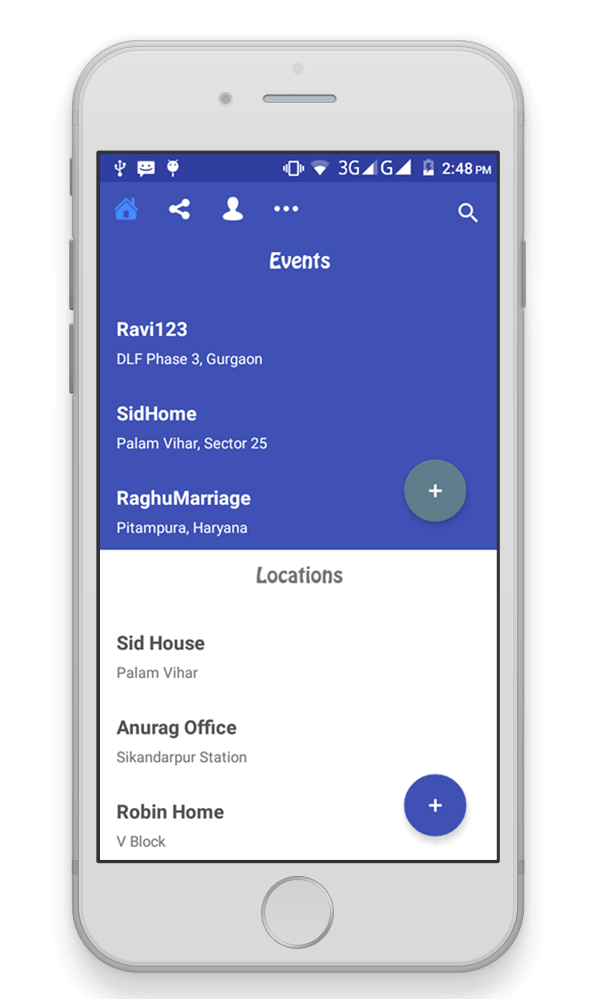 3G G 2:48 PM
Events
Ravi123
DLF Phase 3, Gurgaon
SidHome
Palam Vihar, Sector 25
RaghuMarriage
Pitampura, Haryana
+
Locations
Sid House
Palam Vihar
Anurag Office
Sikandarpur Station
Robin Home
V Block
+